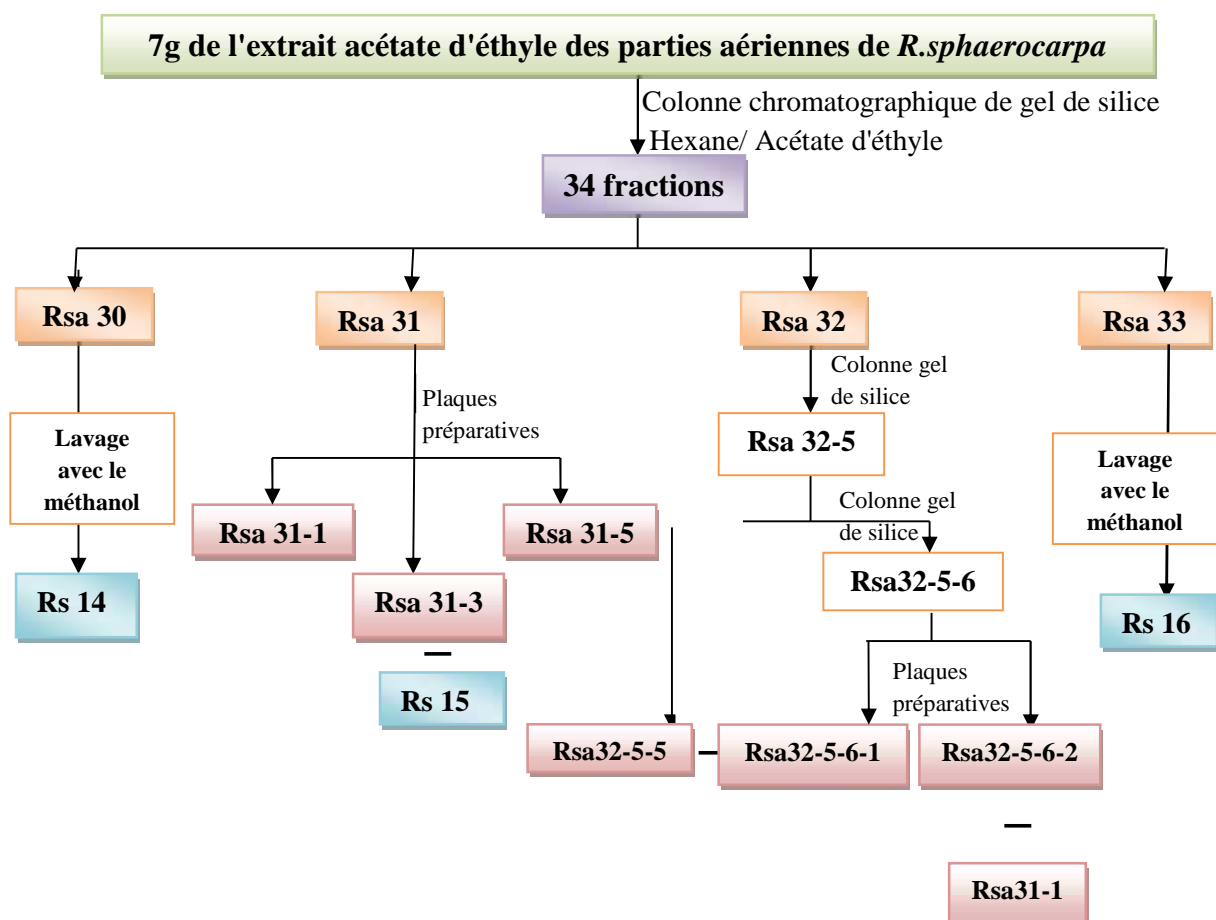 7g de l'extrait acétate d'éthyle des parties aériennes de R.sphaerocarpa
Colonne chromatographique de gel de silice
Hexane/ Acétate d'éthyle
34 fractions
Rsa 30
Rsa 31
Rsa 32
Rsa 33
Colonne gel
de silice
Plaques
préparatives
Lavage
avec le
méthanol
Rsa 32-5
Lavage
avec le
méthanol
Colonne gel
de silice
Rsa 31-1
Rsa 31-5
Rsa32-5-6
Rs 14
Rsa 31-3
Rs 16
Rs 15
Plaques
préparatives
Rsa32-5-5
Rsa32-5-6-1
Rsa32-5-6-2
Rsa31-1